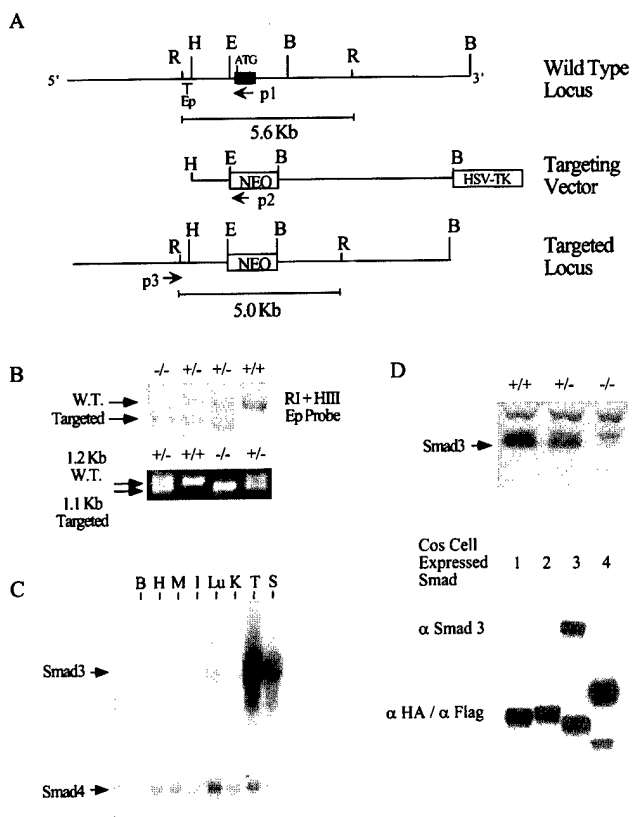 A
R H E ATG B R B
5' 3'
Ep p1
Wild Type
Locus
5.6 Kb
H E B B
NEO HSV-TK
p2
Targeting
Vector
R H E B R B
NEO
p3
Targeted
Locus
5.0 Kb
B
-/- +/- +/- +/+
W.T.
Targeted
RI + HIII
Ep Probe
1.2 Kb
W.T.
+/- +/+ -/- +/-
1.1 Kb
Targeted
C
B H M I Lu K T S
Smad3
Smad4
D
+/+ +/- -/-
Smad3
Cos Cell
Expressed
Smad
1 2 3 4
α Smad 3
α HA / α Flag